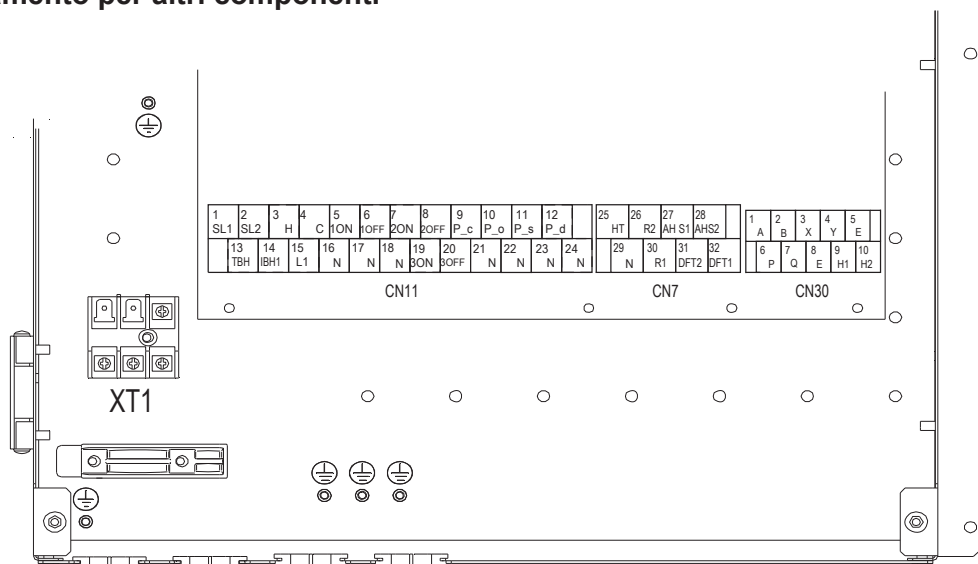 amento per altri componenti
1 2 3 4 5 6 7 8 9 10 11 12
SL1 SL2 H C 1ON 1OFF 2ON 2OFF P_c P_o P_s P_d
13 14 15 16 17 18 19 20 21 22 23 24
TBH IBH1 L1 N N N 3ON 3OFF N N N N
CN11
25 26 27 28
HT R2 AH S1 AHS2
29 30 31 32
N R1 DFT2 DFT1
CN7
1 2 3 4 5
A B X Y E
6 7 8 9 10
P Q E H1 H2
CN30
XT1